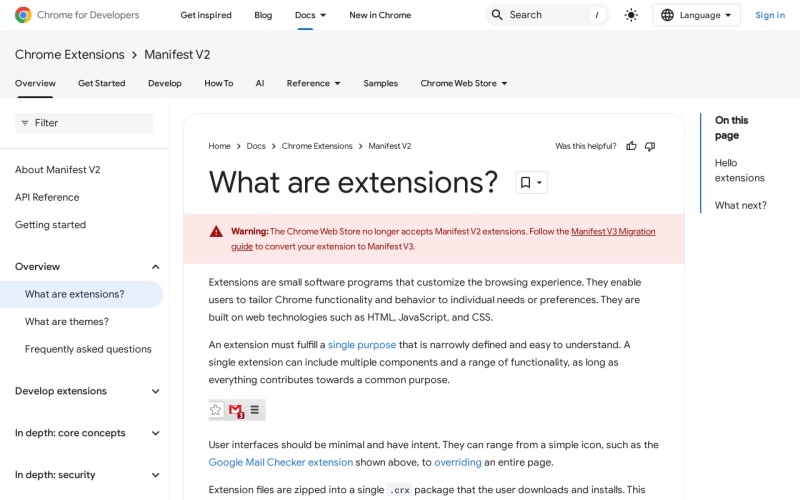 Chrome for Developers
Get inspired
Blog
Docs
New in Chrome
Search
/
Language
Sign in
Chrome Extensions > Manifest V2
Overview
Get Started
Develop
How To
AI
Reference
Samples
Chrome Web Store
Filter
About Manifest V2
API Reference
Getting started
Overview
What are extensions?
What are themes?
Frequently asked questions
Develop extensions
In depth: core concepts
In depth: security
Home > Docs > Chrome Extensions > Manifest V2
Was this helpful?
What are extensions?
Warning: The Chrome Web Store no longer accepts Manifest V2 extensions. Follow the Manifest V3 Migration
guide to convert your extension to Manifest V3.
Extensions are small software programs that customize the browsing experience. They enable
users to tailor Chrome functionality and behavior to individual needs or preferences. They are
built on web technologies such as HTML, JavaScript, and CSS.
An extension must fulfill a single purpose that is narrowly defined and easy to understand. A
single extension can include multiple components and a range of functionality, as long as
everything contributes towards a common purpose.
3
User interfaces should be minimal and have intent. They can range from a simple icon, such as the
Google Mail Checker extension shown above, to overriding an entire page.
Extension files are zipped into a single .crx package that the user downloads and installs. This
On this
page
Hello
extensions
What next?